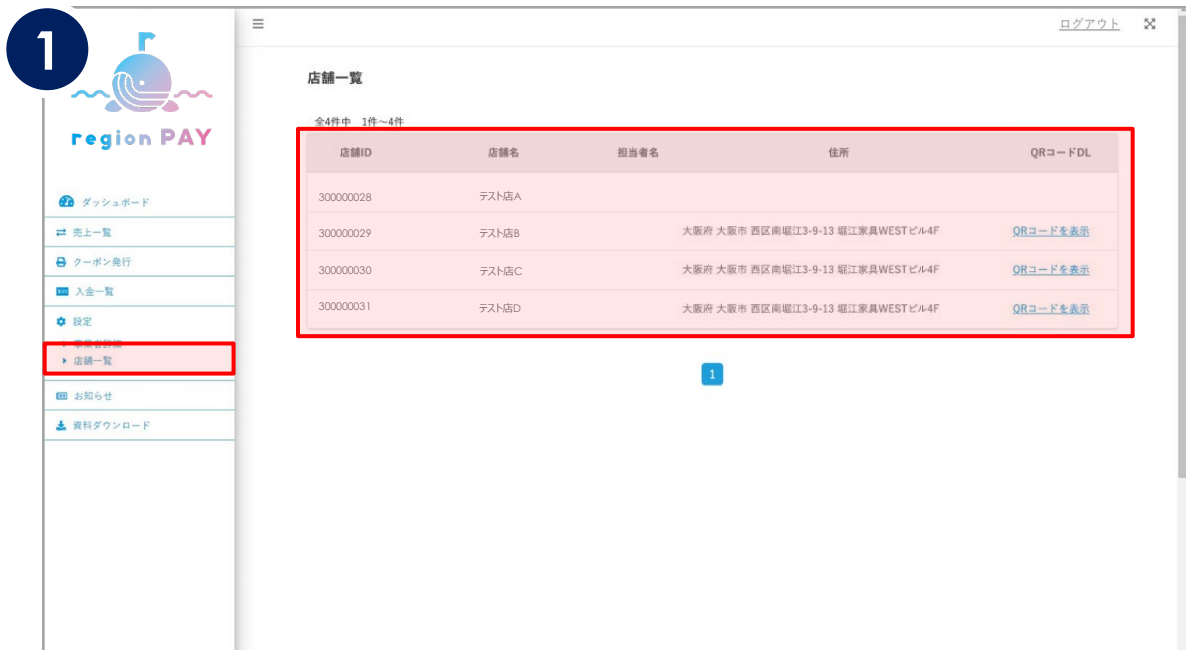 1
ログアウト
region PAY
店舗一覧
全4件中 1件～4件
店舗ID 店舗名 担当者名 住所 QRコードDL
300000028 テスト店A
300000029 テスト店B 大阪府 大阪市 西区南堀江3-9-13 堀江家具WESTビル4F QRコードを表示
300000030 テスト店C 大阪府 大阪市 西区南堀江3-9-13 堀江家具WESTビル4F QRコードを表示
300000031 テスト店D 大阪府 大阪市 西区南堀江3-9-13 堀江家具WESTビル4F QRコードを表示
1
ダッシュボード
売上一覧
クーポン発行
入金一覧
設定
事業者詳細
店舗一覧
お知らせ
資料ダウンロード